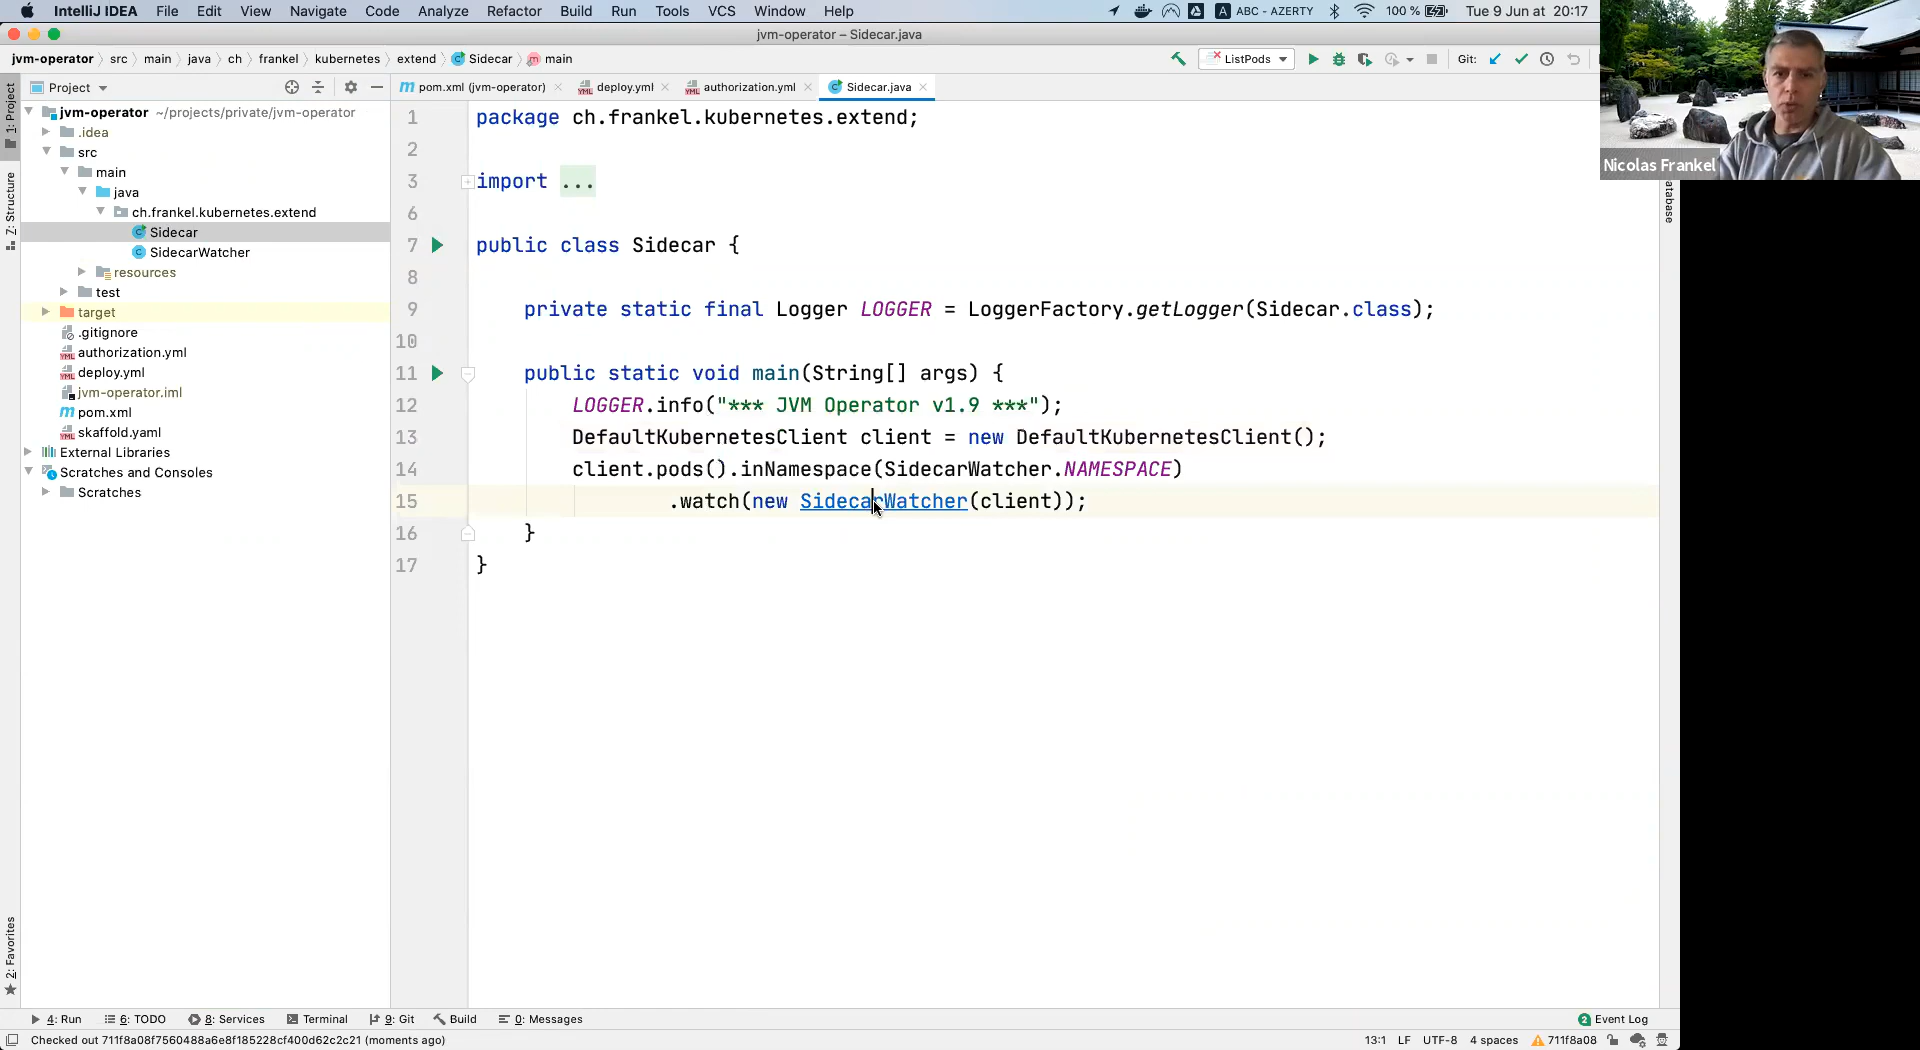 IntelliJ IDEA File Edit View Navigate Code Analyze Refactor Build Run Tools VCS Window Help A ABC - AZERTY 100 % Tue 9 Jun at 20:17
jvm-operator – Sidecar.java
jvm-operator src main java ch frankel kubernetes extend Sidecar m main ListPods Git:
Project
pom.xml (jvm-operator) deploy.yml authorization.yml Sidecar.java
jvm-operator ~/projects/private/jvm-operator
.idea
src
main
java
ch.frankel.kubernetes.extend
Sidecar
SidecarWatcher
resources
test
target
.gitignore
authorization.yml
deploy.yml
jvm-operator.iml
pom.xml
skaffold.yaml
External Libraries
Scratches and Consoles
Scratches
1: Project
Z: Structure
2: Favorites
1 package ch.frankel.kubernetes.extend;
2
3 import ...
6
7 public class Sidecar {
8
9 private static final Logger LOGGER = LoggerFactory.getLogger(Sidecar.class);
10
11 public static void main(String[] args) {
12 LOGGER.info("*** JVM Operator v1.9 ***");
13 DefaultKubernetesClient client = new DefaultKubernetesClient();
14 client.pods().inNamespace(SidecarWatcher.NAMESPACE)
15 .watch(new SidecarWatcher(client));
16 }
17 }
Nicolas Frankel
atabase
4: Run 6: TODO 8: Services Terminal 9: Git Build 0: Messages 2 Event Log
Checked out 711f8a08f7560488a6e8f185228cf400d62c2c21 (moments ago) 13:1 LF UTF-8 4 spaces 711f8a08